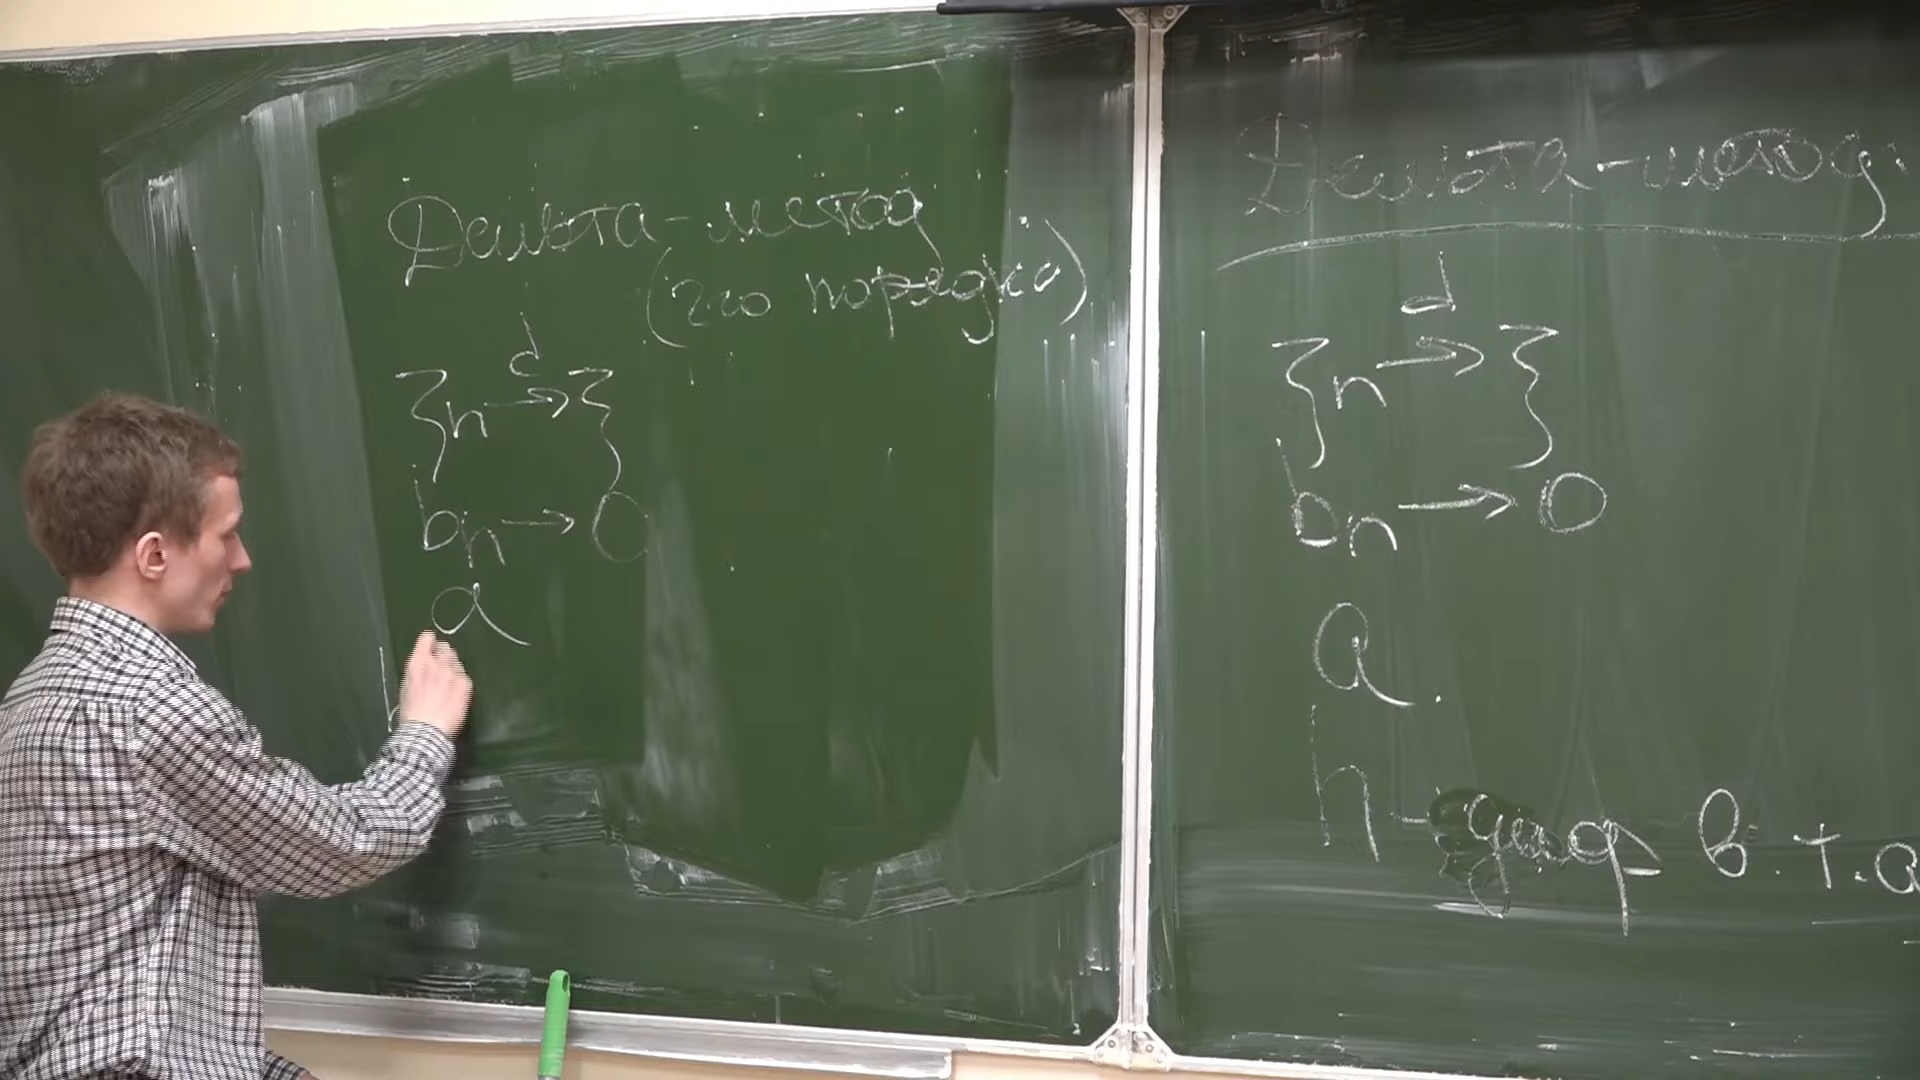 Дельта-метод
(2го порядка)
ξn →d ξ
bn → 0
a
h
Дельта-метод
ξn →d ξ
bn → 0
a.
h - диф в т. a